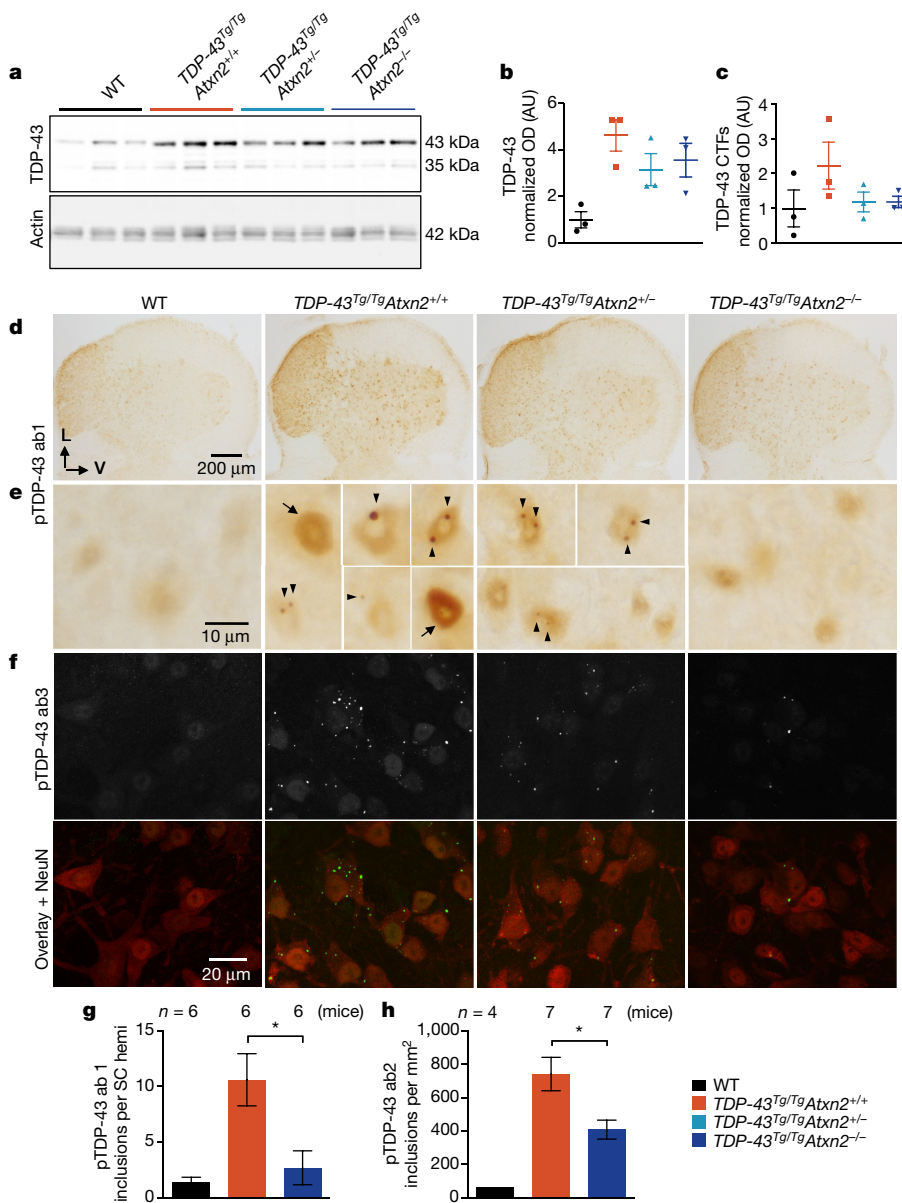 a
WT
TDP-43Tg/Tg
Atxn2+/+
TDP-43Tg/Tg
Atxn2+/−
TDP-43Tg/Tg
Atxn2−/−
TDP-43
43 kDa
35 kDa
Actin
42 kDa
b
TDP-43
normalized OD (AU)
6
4
2
0
c
TDP-43 CTFs
normalized OD (AU)
4
3
2
1
0
WT
TDP-43Tg/TgAtxn2+/+
TDP-43Tg/TgAtxn2+/−
TDP-43Tg/TgAtxn2−/−
d
pTDP-43 ab1
L
V
200 μm
e
10 μm
f
pTDP-43 ab3
Overlay + NeuN
20 μm
g
n = 6 6 6 (mice)
*
pTDP-43 ab 1
inclusions per SC hemi
15
10
5
0
h
n = 4 7 7 (mice)
*
pTDP-43 ab2
inclusions per mm2
1,000
800
600
400
200
0
WT
TDP-43Tg/TgAtxn2+/+
TDP-43Tg/TgAtxn2+/−
TDP-43Tg/TgAtxn2−/−